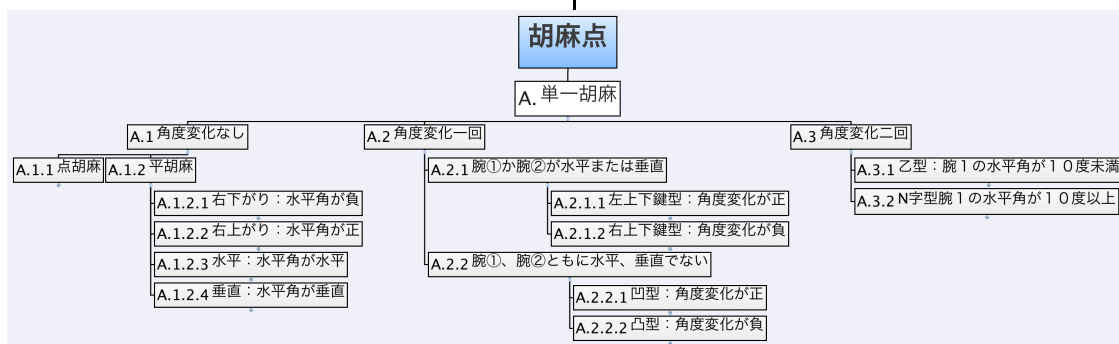 胡麻点
A. 単一胡麻
A.1 角度変化なし
A.2 角度変化一回
A.3 角度変化二回
A.1.1 点胡麻
A.1.2 平胡麻
A.1.2.1 右下がり：水平角が負
A.1.2.2 右上がり：水平角が正
A.1.2.3 水平：水平角が水平
A.1.2.4 垂直：水平角が垂直
A.2.1 腕①か腕②が水平または垂直
A.2.1.1 左上下鍵型：角度変化が正
A.2.1.2 右上下鍵型：角度変化が負
A.2.2 腕①、腕②ともに水平、垂直でない
A.2.2.1 凹型：角度変化が正
A.2.2.2 凸型：角度変化が負
A.3.1 乙型：腕１の水平角が１０度未満
A.3.2 N字型腕１の水平角が１０度以上